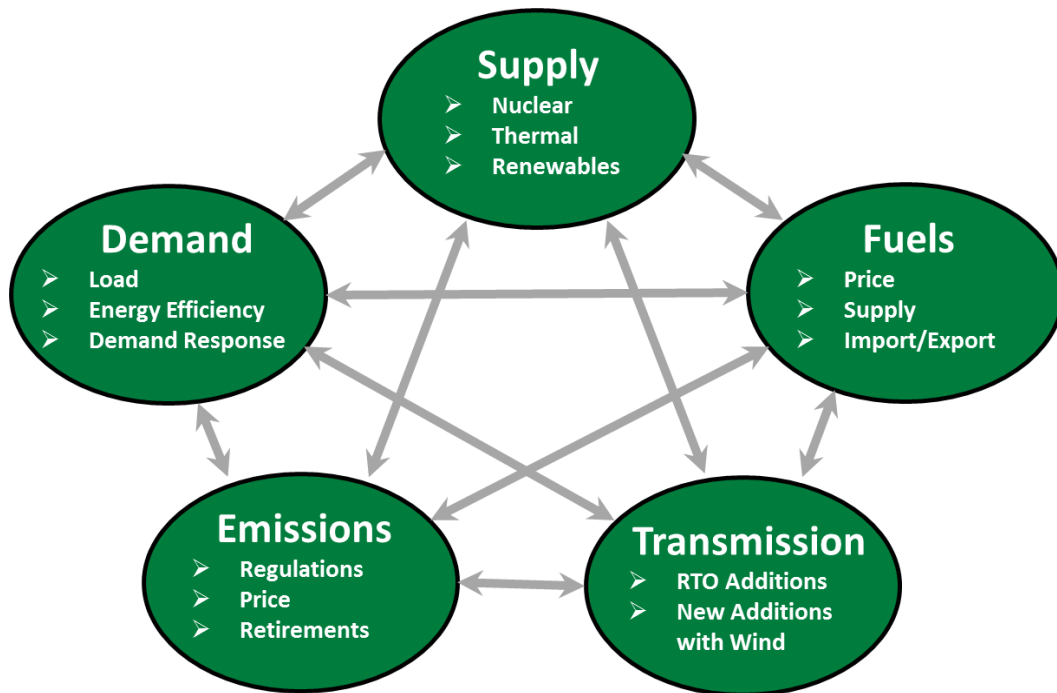 Supply
➢ Nuclear
➢ Thermal
➢ Renewables
Demand
➢ Load
➢ Energy Efficiency
➢ Demand Response
Fuels
➢ Price
➢ Supply
➢ Import/Export
Emissions
➢ Regulations
➢ Price
➢ Retirements
Transmission
➢ RTO Additions
➢ New Additions
with Wind